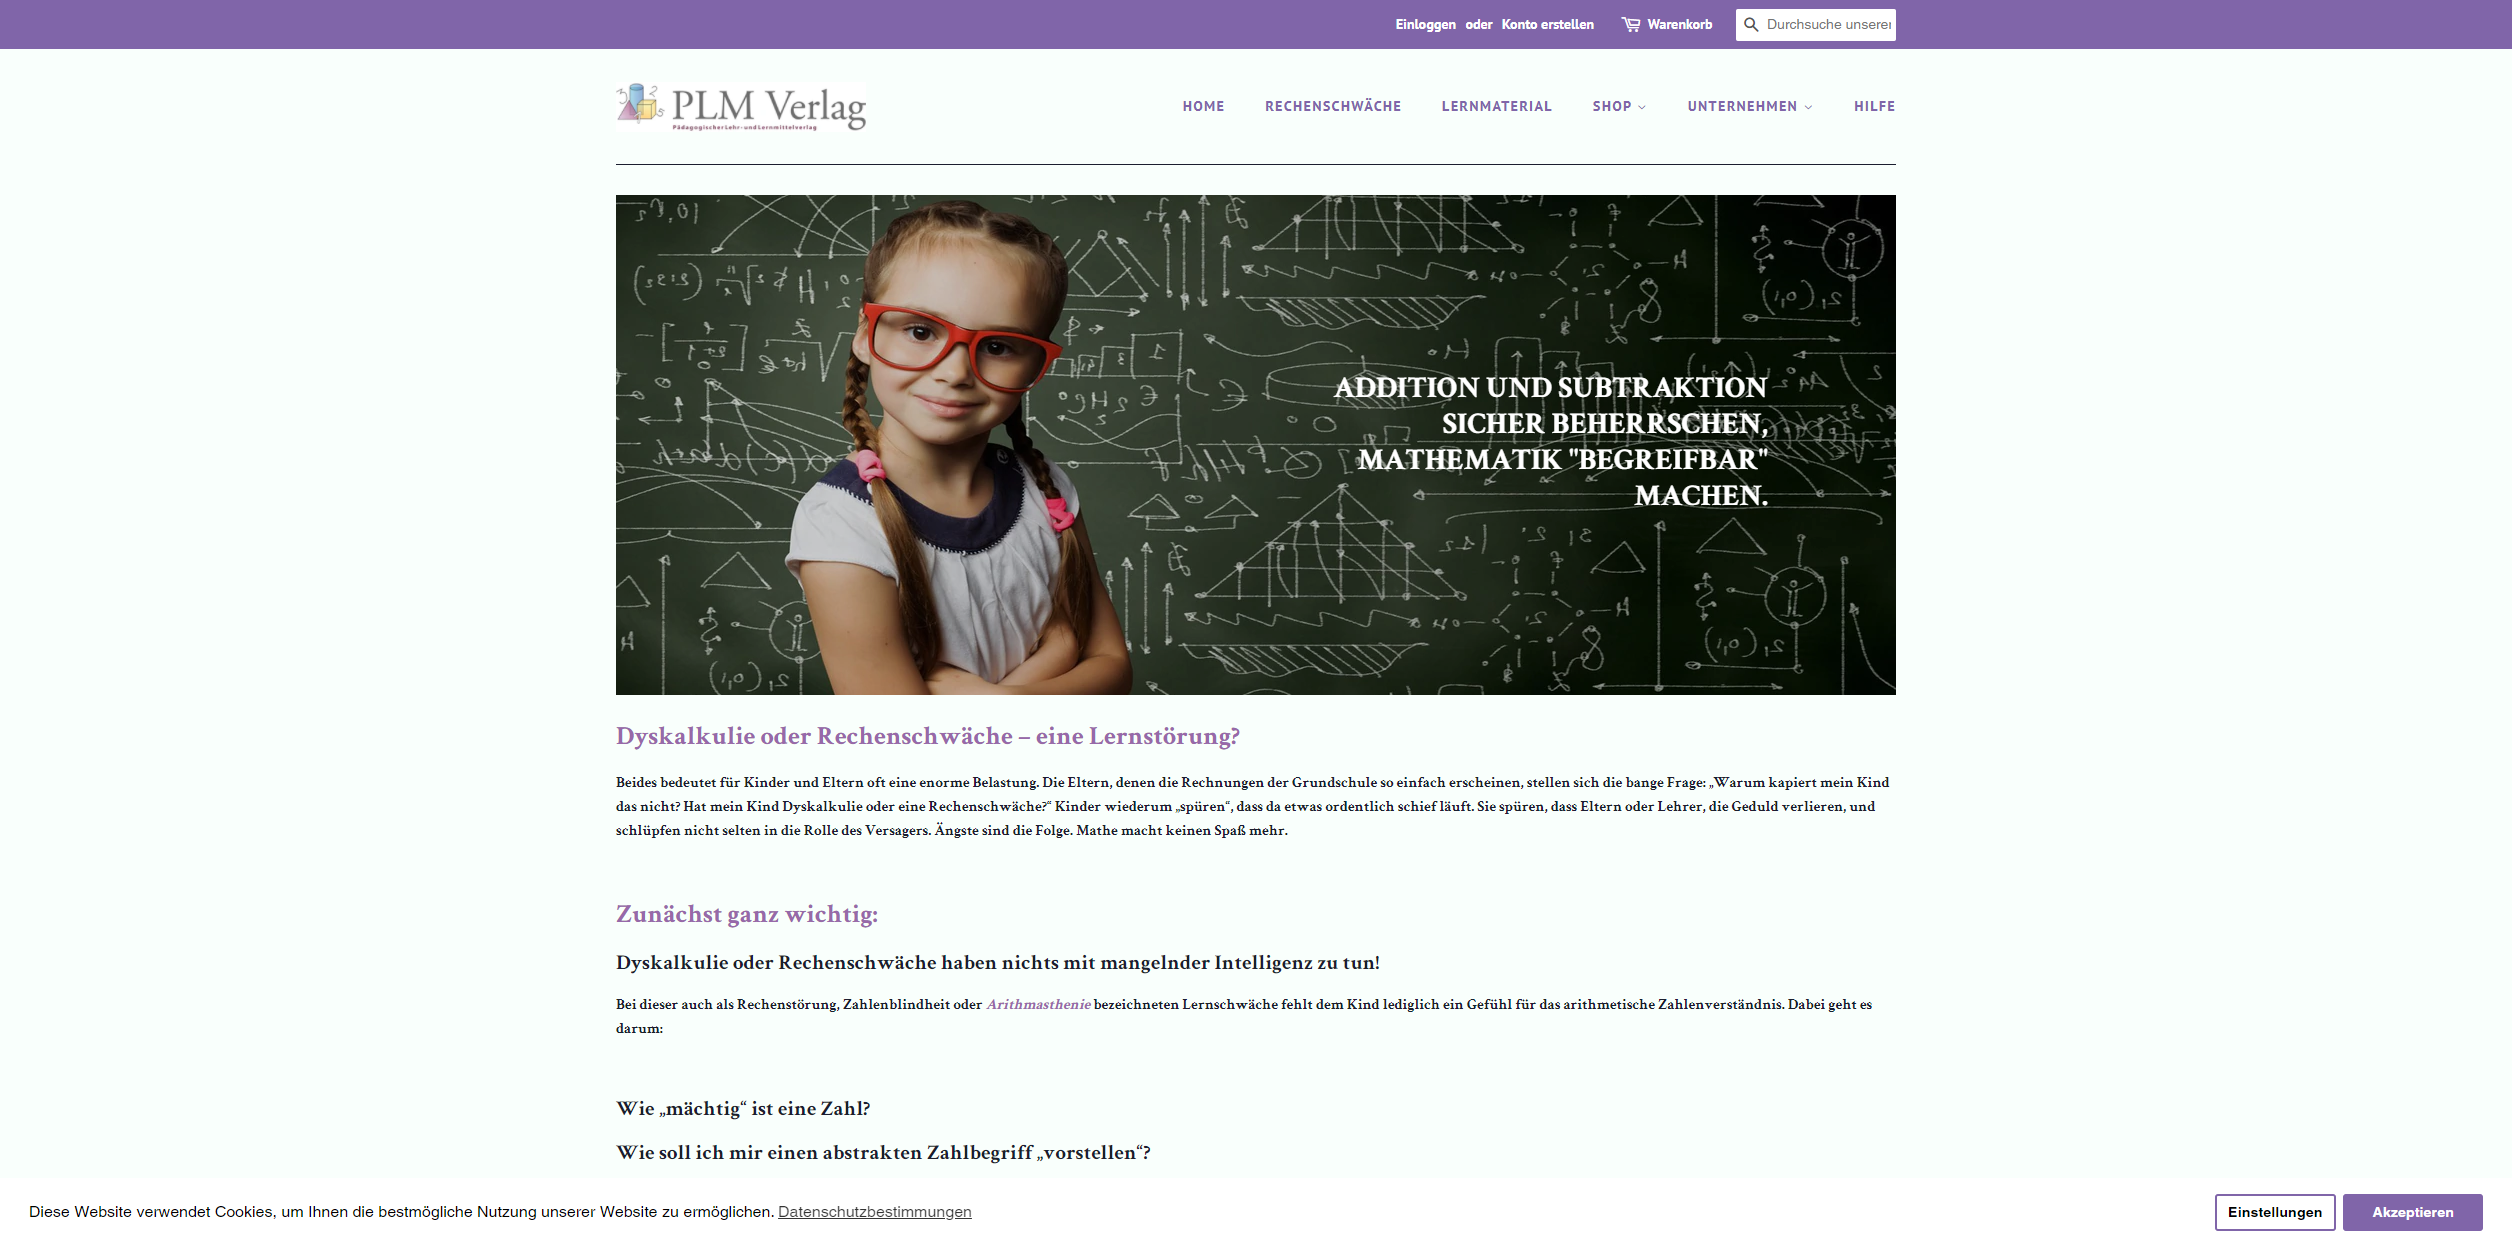 Einloggen oder Konto erstellen Warenkorb Durchsuche unserer
PLM Verlag
Pädagogischer Lehr- und Lernmittelverlag
HOME RECHENSCHWÄCHE LERNMATERIAL SHOP UNTERNEHMEN HILFE
ADDITION UND SUBTRAKTION
SICHER BEHERRSCHEN,
MATHEMATIK "BEGREIFBAR"
MACHEN.
Dyskalkulie oder Rechenschwäche – eine Lernstörung?
Beides bedeutet für Kinder und Eltern oft eine enorme Belastung. Die Eltern, denen die Rechnungen der Grundschule so einfach erscheinen, stellen sich die bange Frage: „Warum kapiert mein Kind
das nicht? Hat mein Kind Dyskalkulie oder eine Rechenschwäche?“ Kinder wiederum „spüren“, dass da etwas ordentlich schief läuft. Sie spüren, dass Eltern oder Lehrer, die Geduld verlieren, und
schlüpfen nicht selten in die Rolle des Versagers. Ängste sind die Folge. Mathe macht keinen Spaß mehr.
Zunächst ganz wichtig:
Dyskalkulie oder Rechenschwäche haben nichts mit mangelnder Intelligenz zu tun!
Bei dieser auch als Rechenstörung, Zahlenblindheit oder Arithmasthenie bezeichneten Lernschwäche fehlt dem Kind lediglich ein Gefühl für das arithmetische Zahlenverständnis. Dabei geht es
darum:
Wie „mächtig“ ist eine Zahl?
Wie soll ich mir einen abstrakten Zahlbegriff „vorstellen“?
Diese Website verwendet Cookies, um Ihnen die bestmögliche Nutzung unserer Website zu ermöglichen. Datenschutzbestimmungen
Einstellungen Akzeptieren